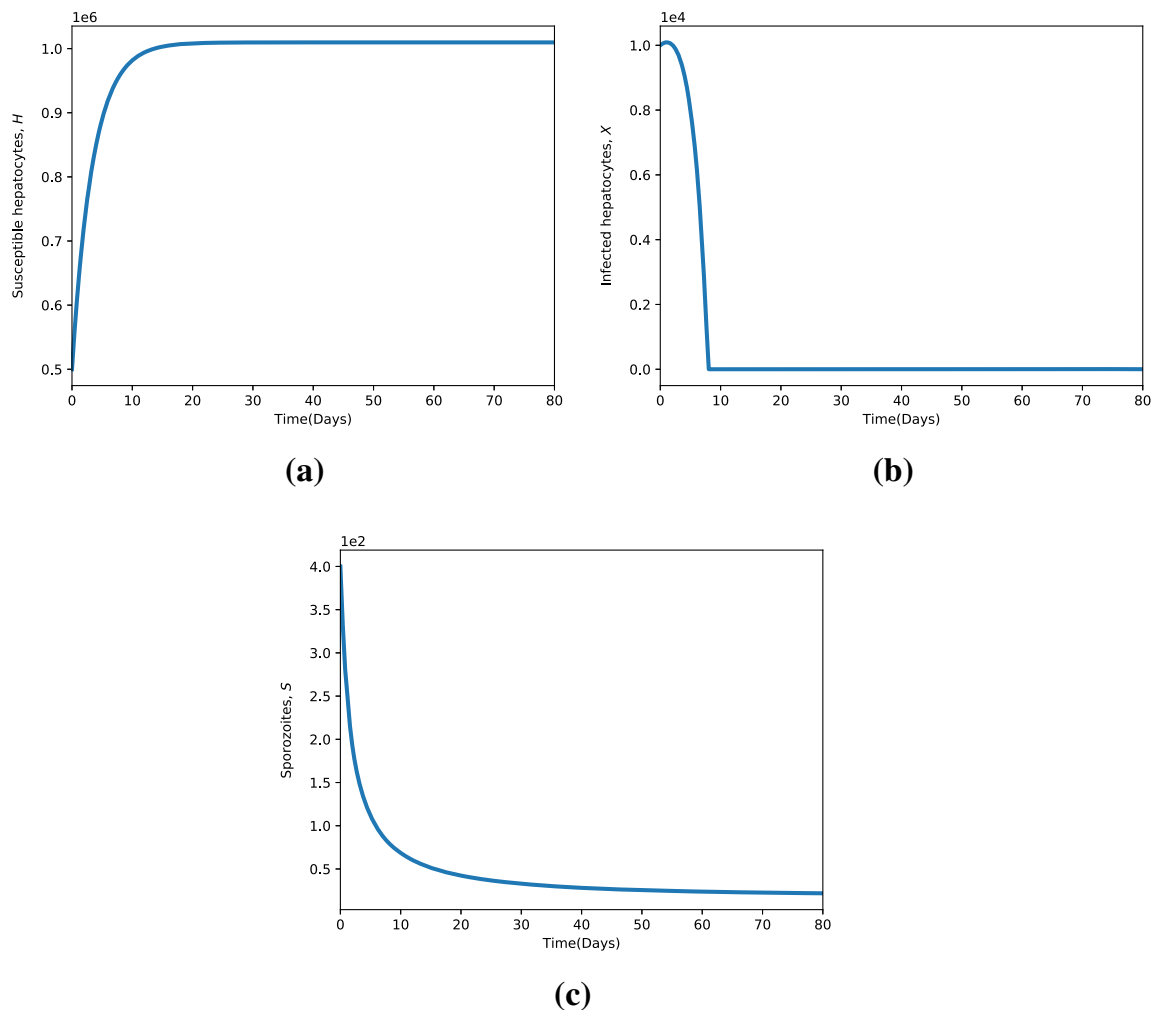 1e6
1.0
0.9
0.8
0.7
0.6
0.5
Susceptible hepatocytes, H
0 10 20 30 40 50 60 70 80
Time(Days)
(a)
1e4
1.0
0.8
0.6
0.4
0.2
0.0
Infected hepatocytes, X
0 10 20 30 40 50 60 70 80
Time(Days)
(b)
1e2
4.0
3.5
3.0
2.5
2.0
1.5
1.0
0.5
Sporozoites, S
0 10 20 30 40 50 60 70 80
Time(Days)
(c)